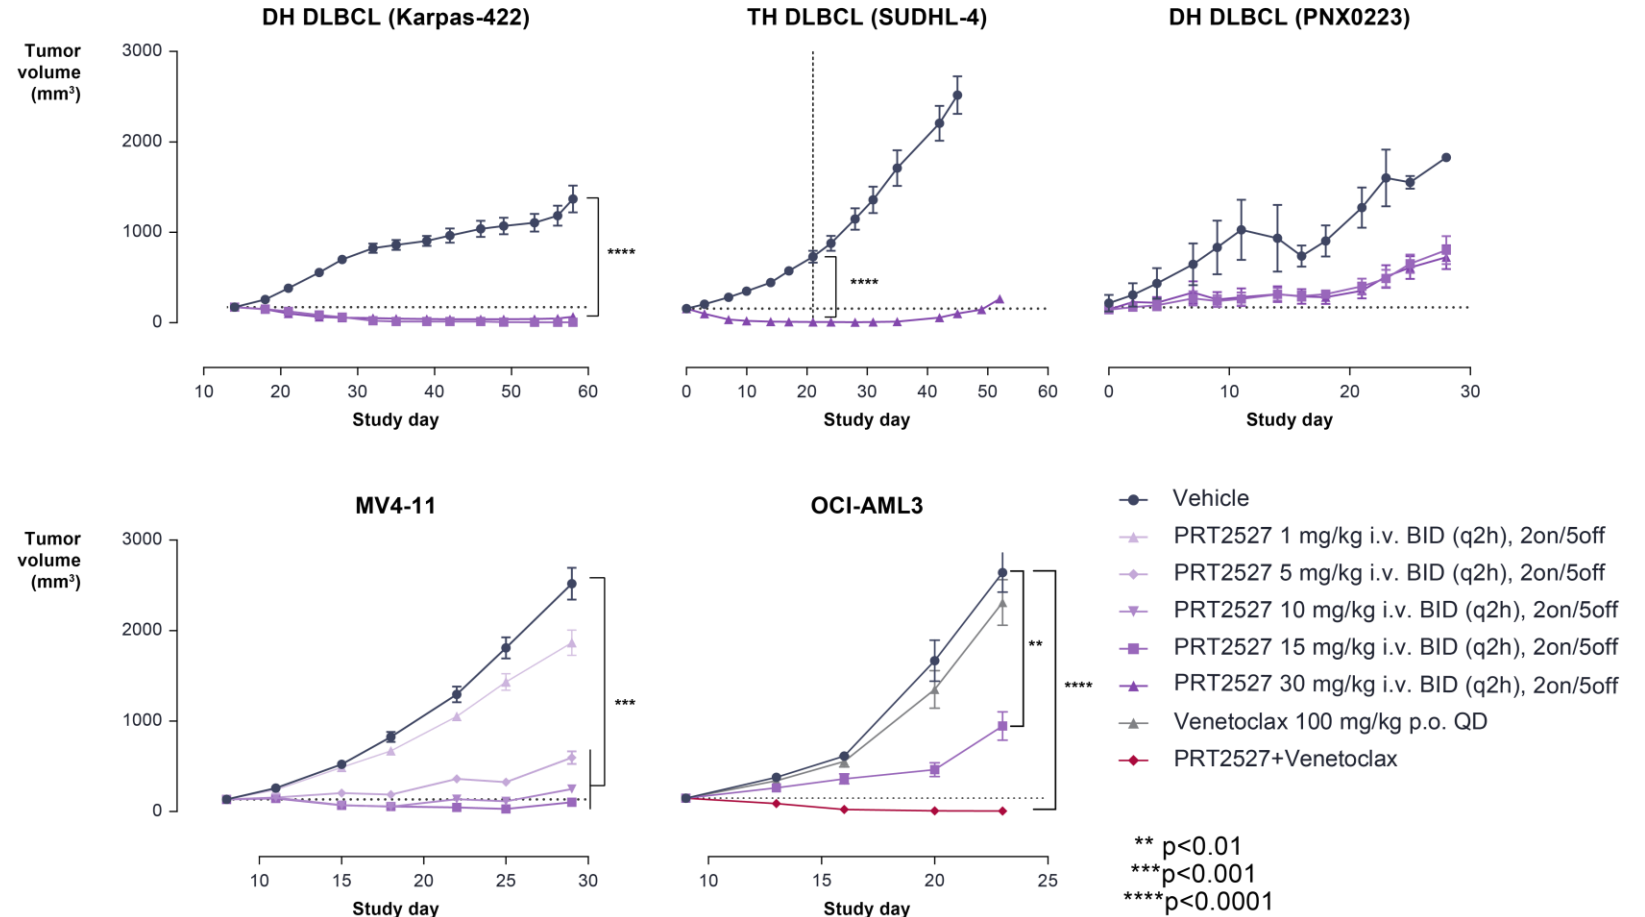 DH DLBCL (Karpas-422)
TH DLBCL (SUDHL-4)
DH DLBCL (PNX0223)
Tumor
volume
(mm³)
3000
2000
1000
0
10 20 30 40 50 60
Study day
0 10 20 30 40 50 60
Study day
0 10 20 30
Study day
****
****
MV4-11
OCI-AML3
Tumor
volume
(mm³)
3000
2000
1000
0
10 15 20 25 30
Study day
10 15 20 25
Study day
***
**
****
Vehicle
PRT2527 1 mg/kg i.v. BID (q2h), 2on/5off
PRT2527 5 mg/kg i.v. BID (q2h), 2on/5off
PRT2527 10 mg/kg i.v. BID (q2h), 2on/5off
PRT2527 15 mg/kg i.v. BID (q2h), 2on/5off
PRT2527 30 mg/kg i.v. BID (q2h), 2on/5off
Venetoclax 100 mg/kg p.o. QD
PRT2527+Venetoclax
** p<0.01
***p<0.001
****p<0.0001